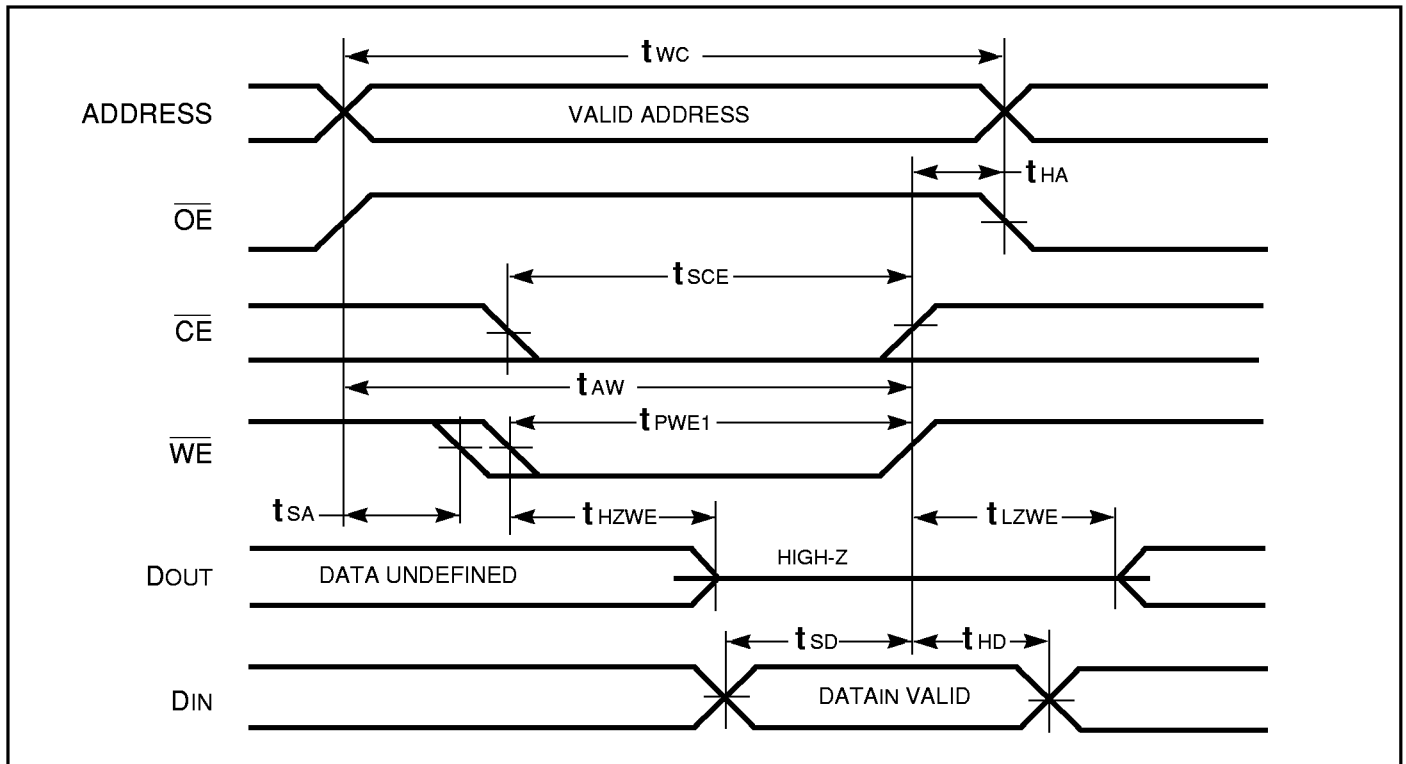 tWC
ADDRESS
VALID ADDRESS
tHA
OE
tSCE
CE
tAW
tPWE1
WE
tSA
tHZWE
tLZWE
DOUT
DATA UNDEFINED
HIGH-Z
tSD
tHD
DIN
DATAIN VALID